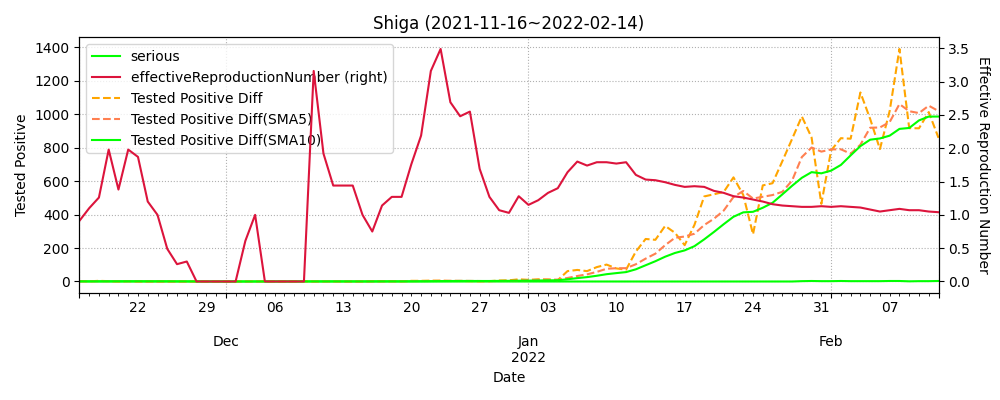 Shiga (2021-11-16~2022-02-14)
serious
effectiveReproductionNumber (right)
Tested Positive Diff
Tested Positive Diff(SMA5)
Tested Positive Diff(SMA10)
Tested Positive
1400
1200
1000
800
600
400
200
0
3.5
3.0
2.5
2.0
1.5
1.0
0.5
0.0
Effective Reproduction Number
22 29 06 13 20 27 03 10 17 24 31 07
Dec Jan Feb
2022
Date